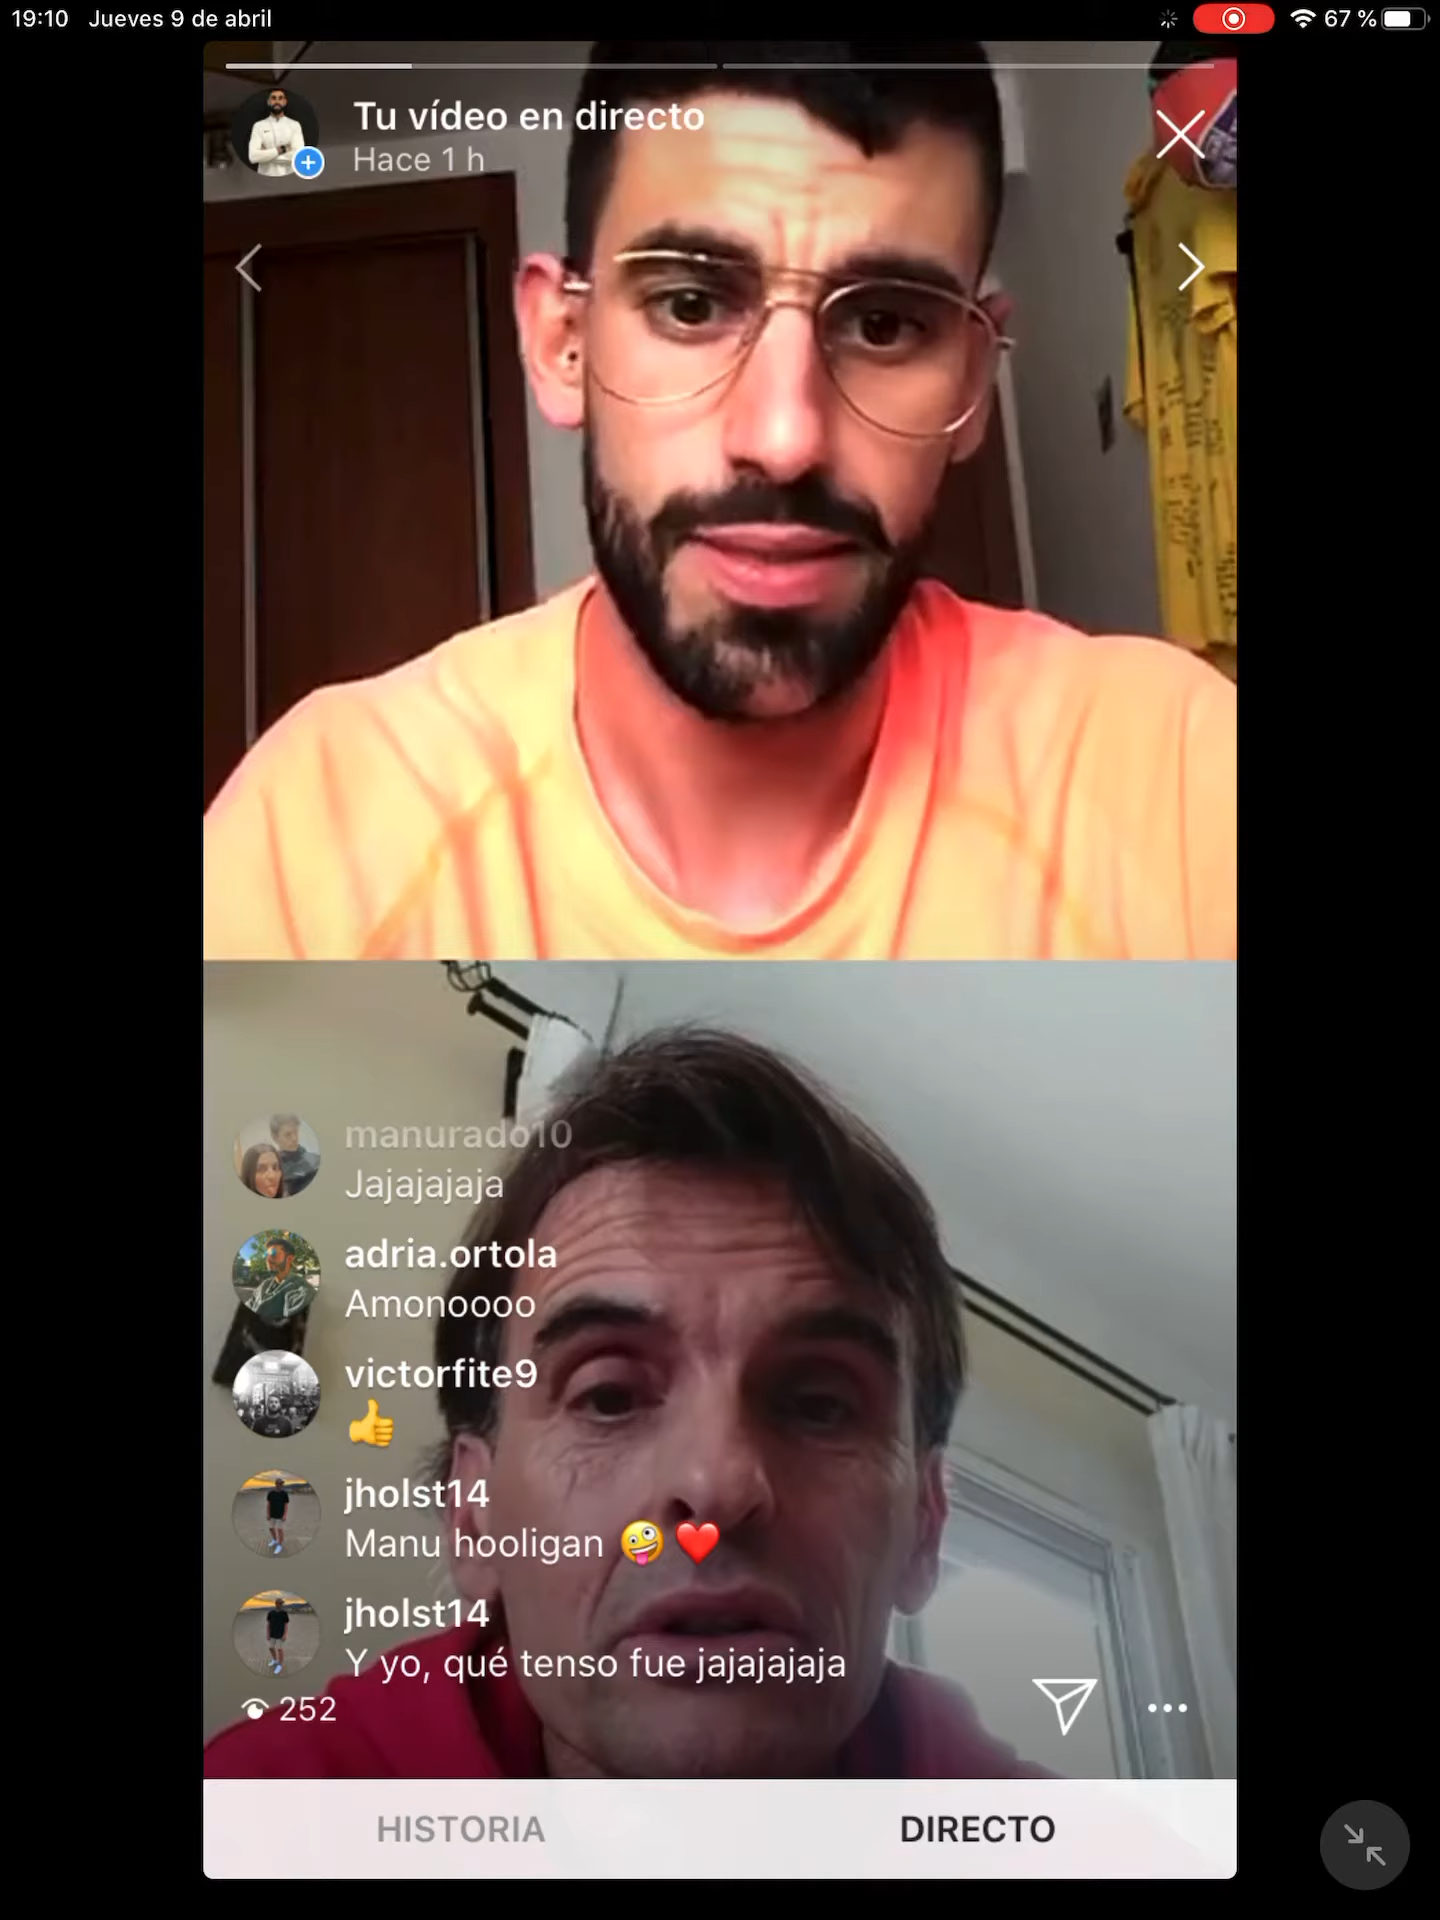 19:10 Jueves 9 de abril
67 %
Tu vídeo en directo
Hace 1 h
manurado10
Jajajajaja
adria.ortola
Amonoooo
victorfite9
👍
jholst14
Manu hooligan 🤪 ❤️
jholst14
Y yo, qué tenso fue jajajajaja
252
HISTORIA
DIRECTO